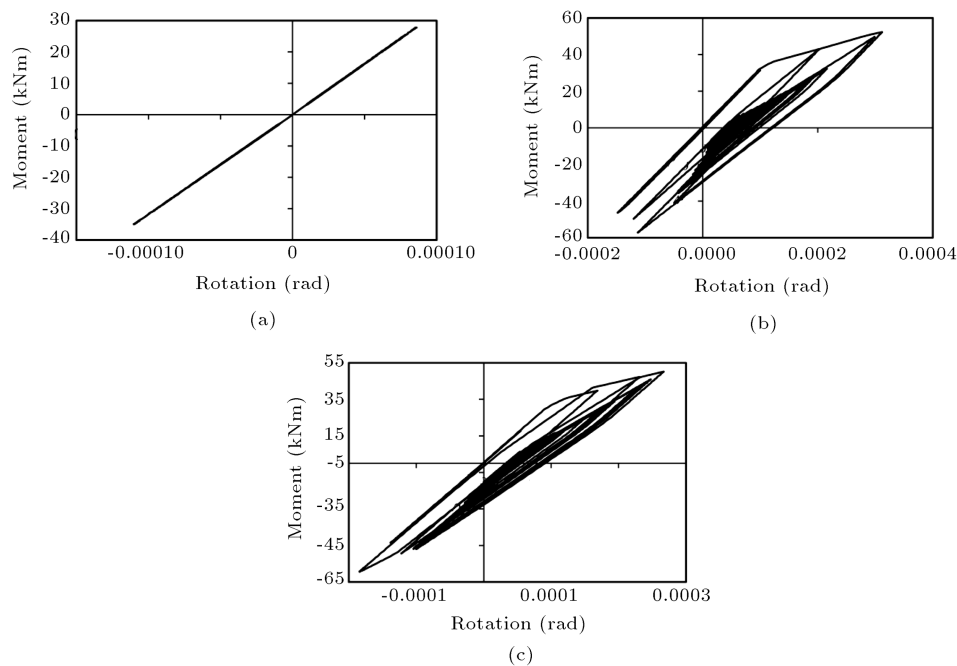 30
20
10
0
-10
-20
-30
-40
Moment (kNm)
-0.00010 0 0.00010
Rotation (rad)
(a)
60
40
20
0
-20
-40
-60
Moment (kNm)
-0.0002 0.0000 0.0002 0.0004
Rotation (rad)
(b)
55
35
15
-5
-35
-45
-65
Moment (kNm)
-0.0001 0.0001 0.0003
Rotation (rad)
(c)